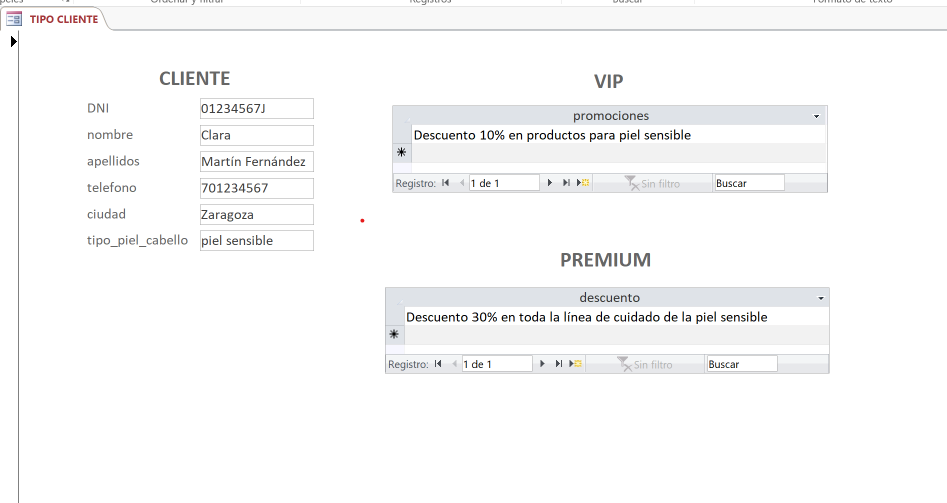 Ordenar y filtrar Registros Buscar Formato de texto
TIPO CLIENTE
CLIENTE
DNI 01234567J
nombre Clara
apellidos Martín Fernández
telefono 701234567
ciudad Zaragoza
tipo_piel_cabello piel sensible
VIP
promociones
Descuento 10% en productos para piel sensible
Registro: 1 de 1 Sin filtro Buscar
PREMIUM
descuento
Descuento 30% en toda la línea de cuidado de la piel sensible
Registro: 1 de 1 Sin filtro Buscar